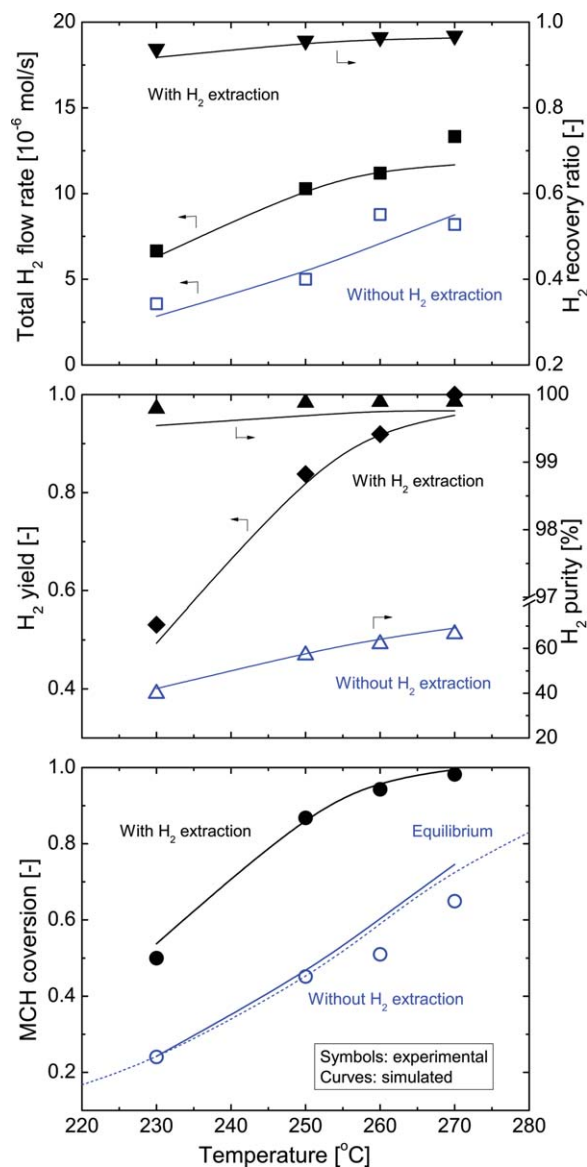 20
15
10
5
0
Total H2 flow rate [10-6 mol/s]
With H2 extraction
Without H2 extraction
1.0
0.8
0.6
0.4
0.2
H2 recovery ratio [-]
1.0
0.8
0.6
0.4
H2 yield [-]
With H2 extraction
Without H2 extraction
100
99
98
97
60
40
20
H2 purity [%]
1.0
0.8
0.6
0.4
0.2
MCH coversion [-]
With H2 extraction
Equilibrium
Without H2 extraction
Symbols: experimental
Curves: simulated
220 230 240 250 260 270 280
Temperature [oC]